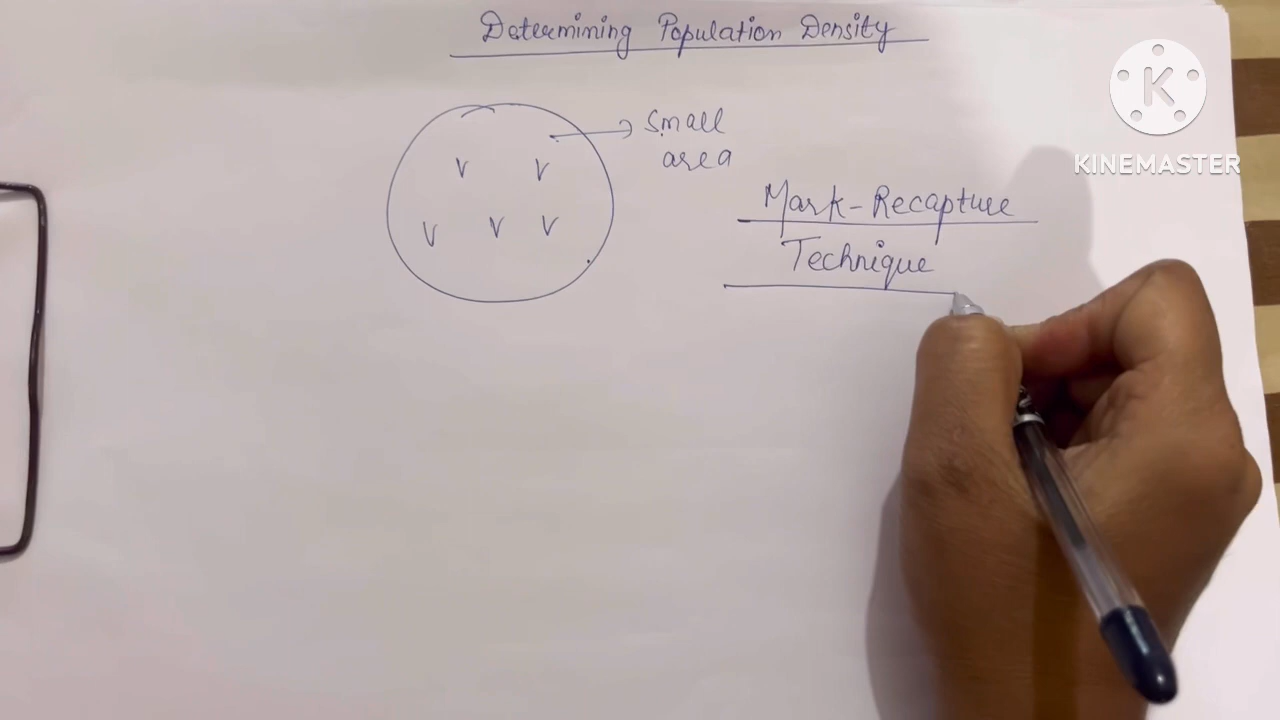 Determining Population Density
Small
area
V V
V V V
Mark-Recapture
Technique
K
KINEMASTER